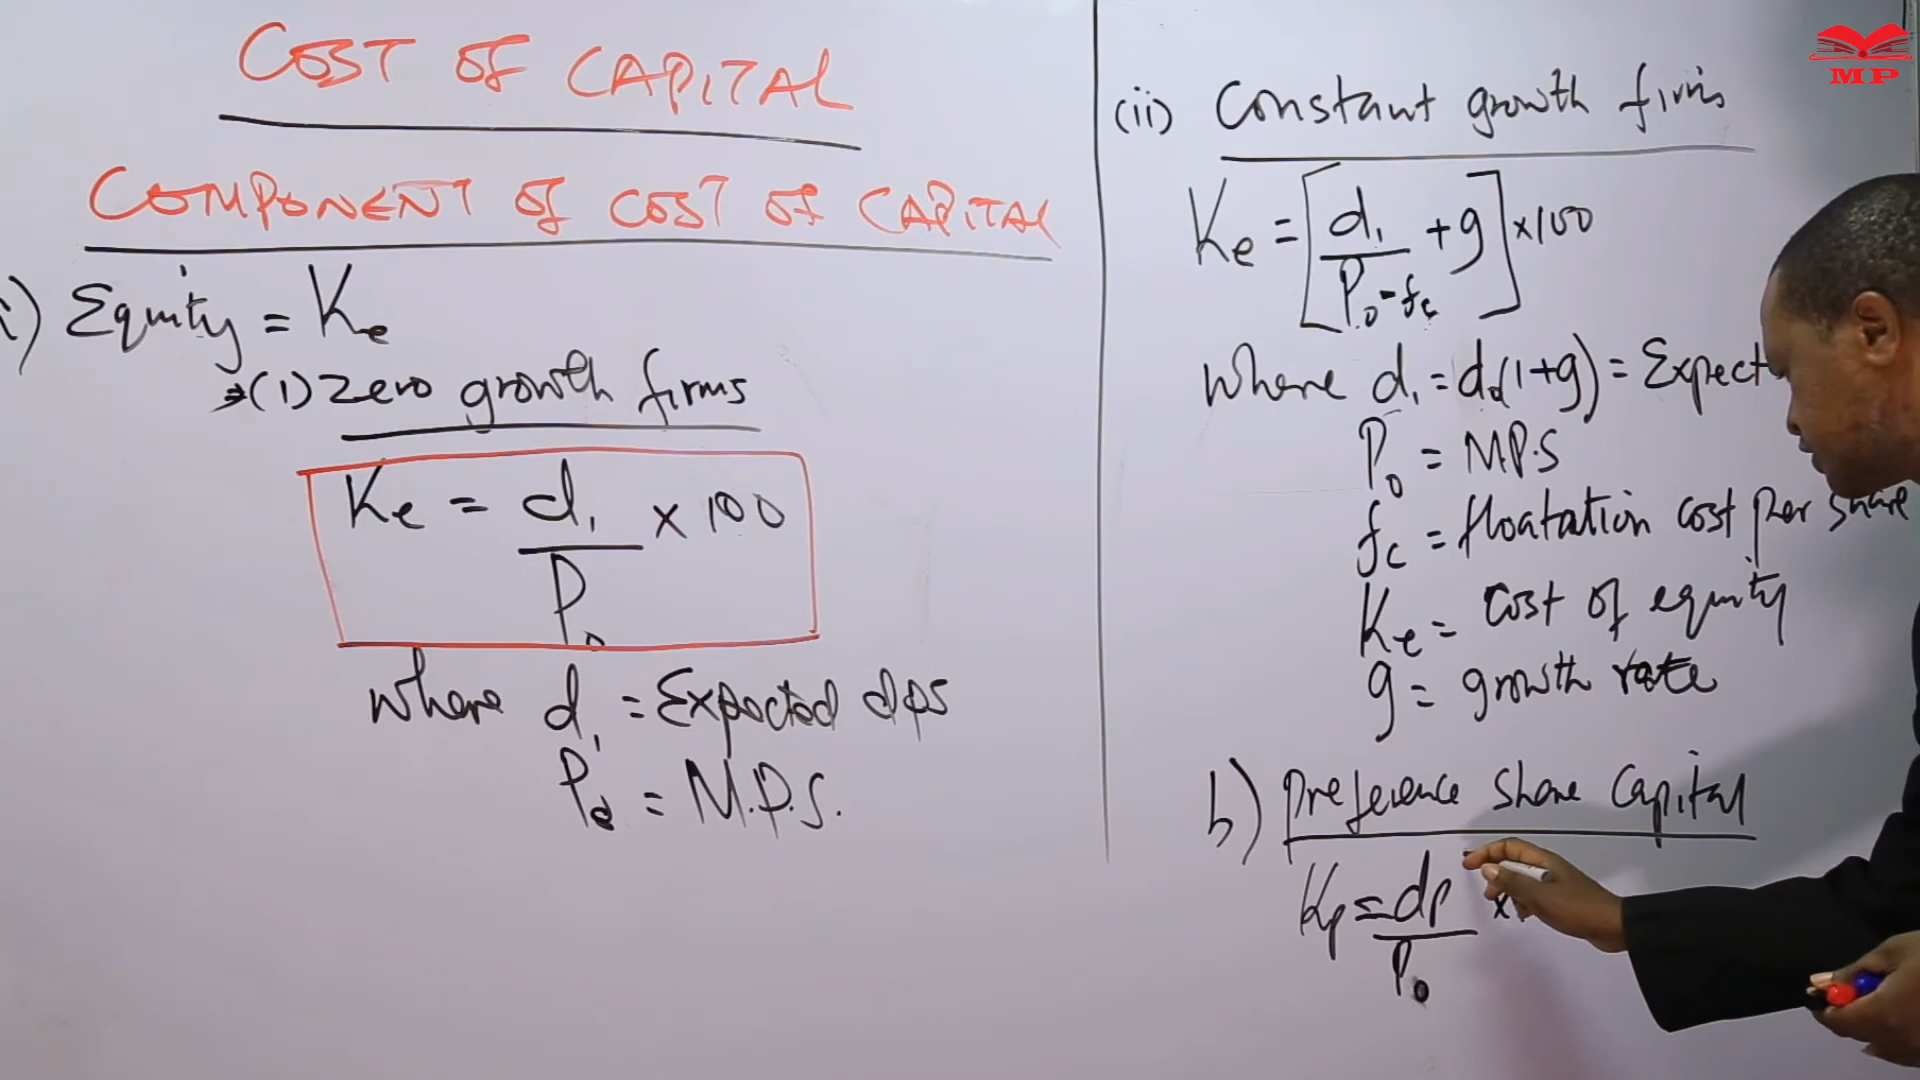 COST OF CAPITAL
COMPONENT OF COST OF CAPITAL
i) Equity = Ke
(1) Zero growth firms
Ke = d1/P0 x 100
where d1 = Expected dps
P0 = M.P.S.
(ii) Constant growth firms
Ke = [d1/P0-fc + g] x 100
where d1 = d0(1+g) = Expect
P0 = M.P.S
fc = floatation cost per share
Ke = cost of equity
g = growth rate
b) Preference share capital
Kp = dp/P0 x
MP